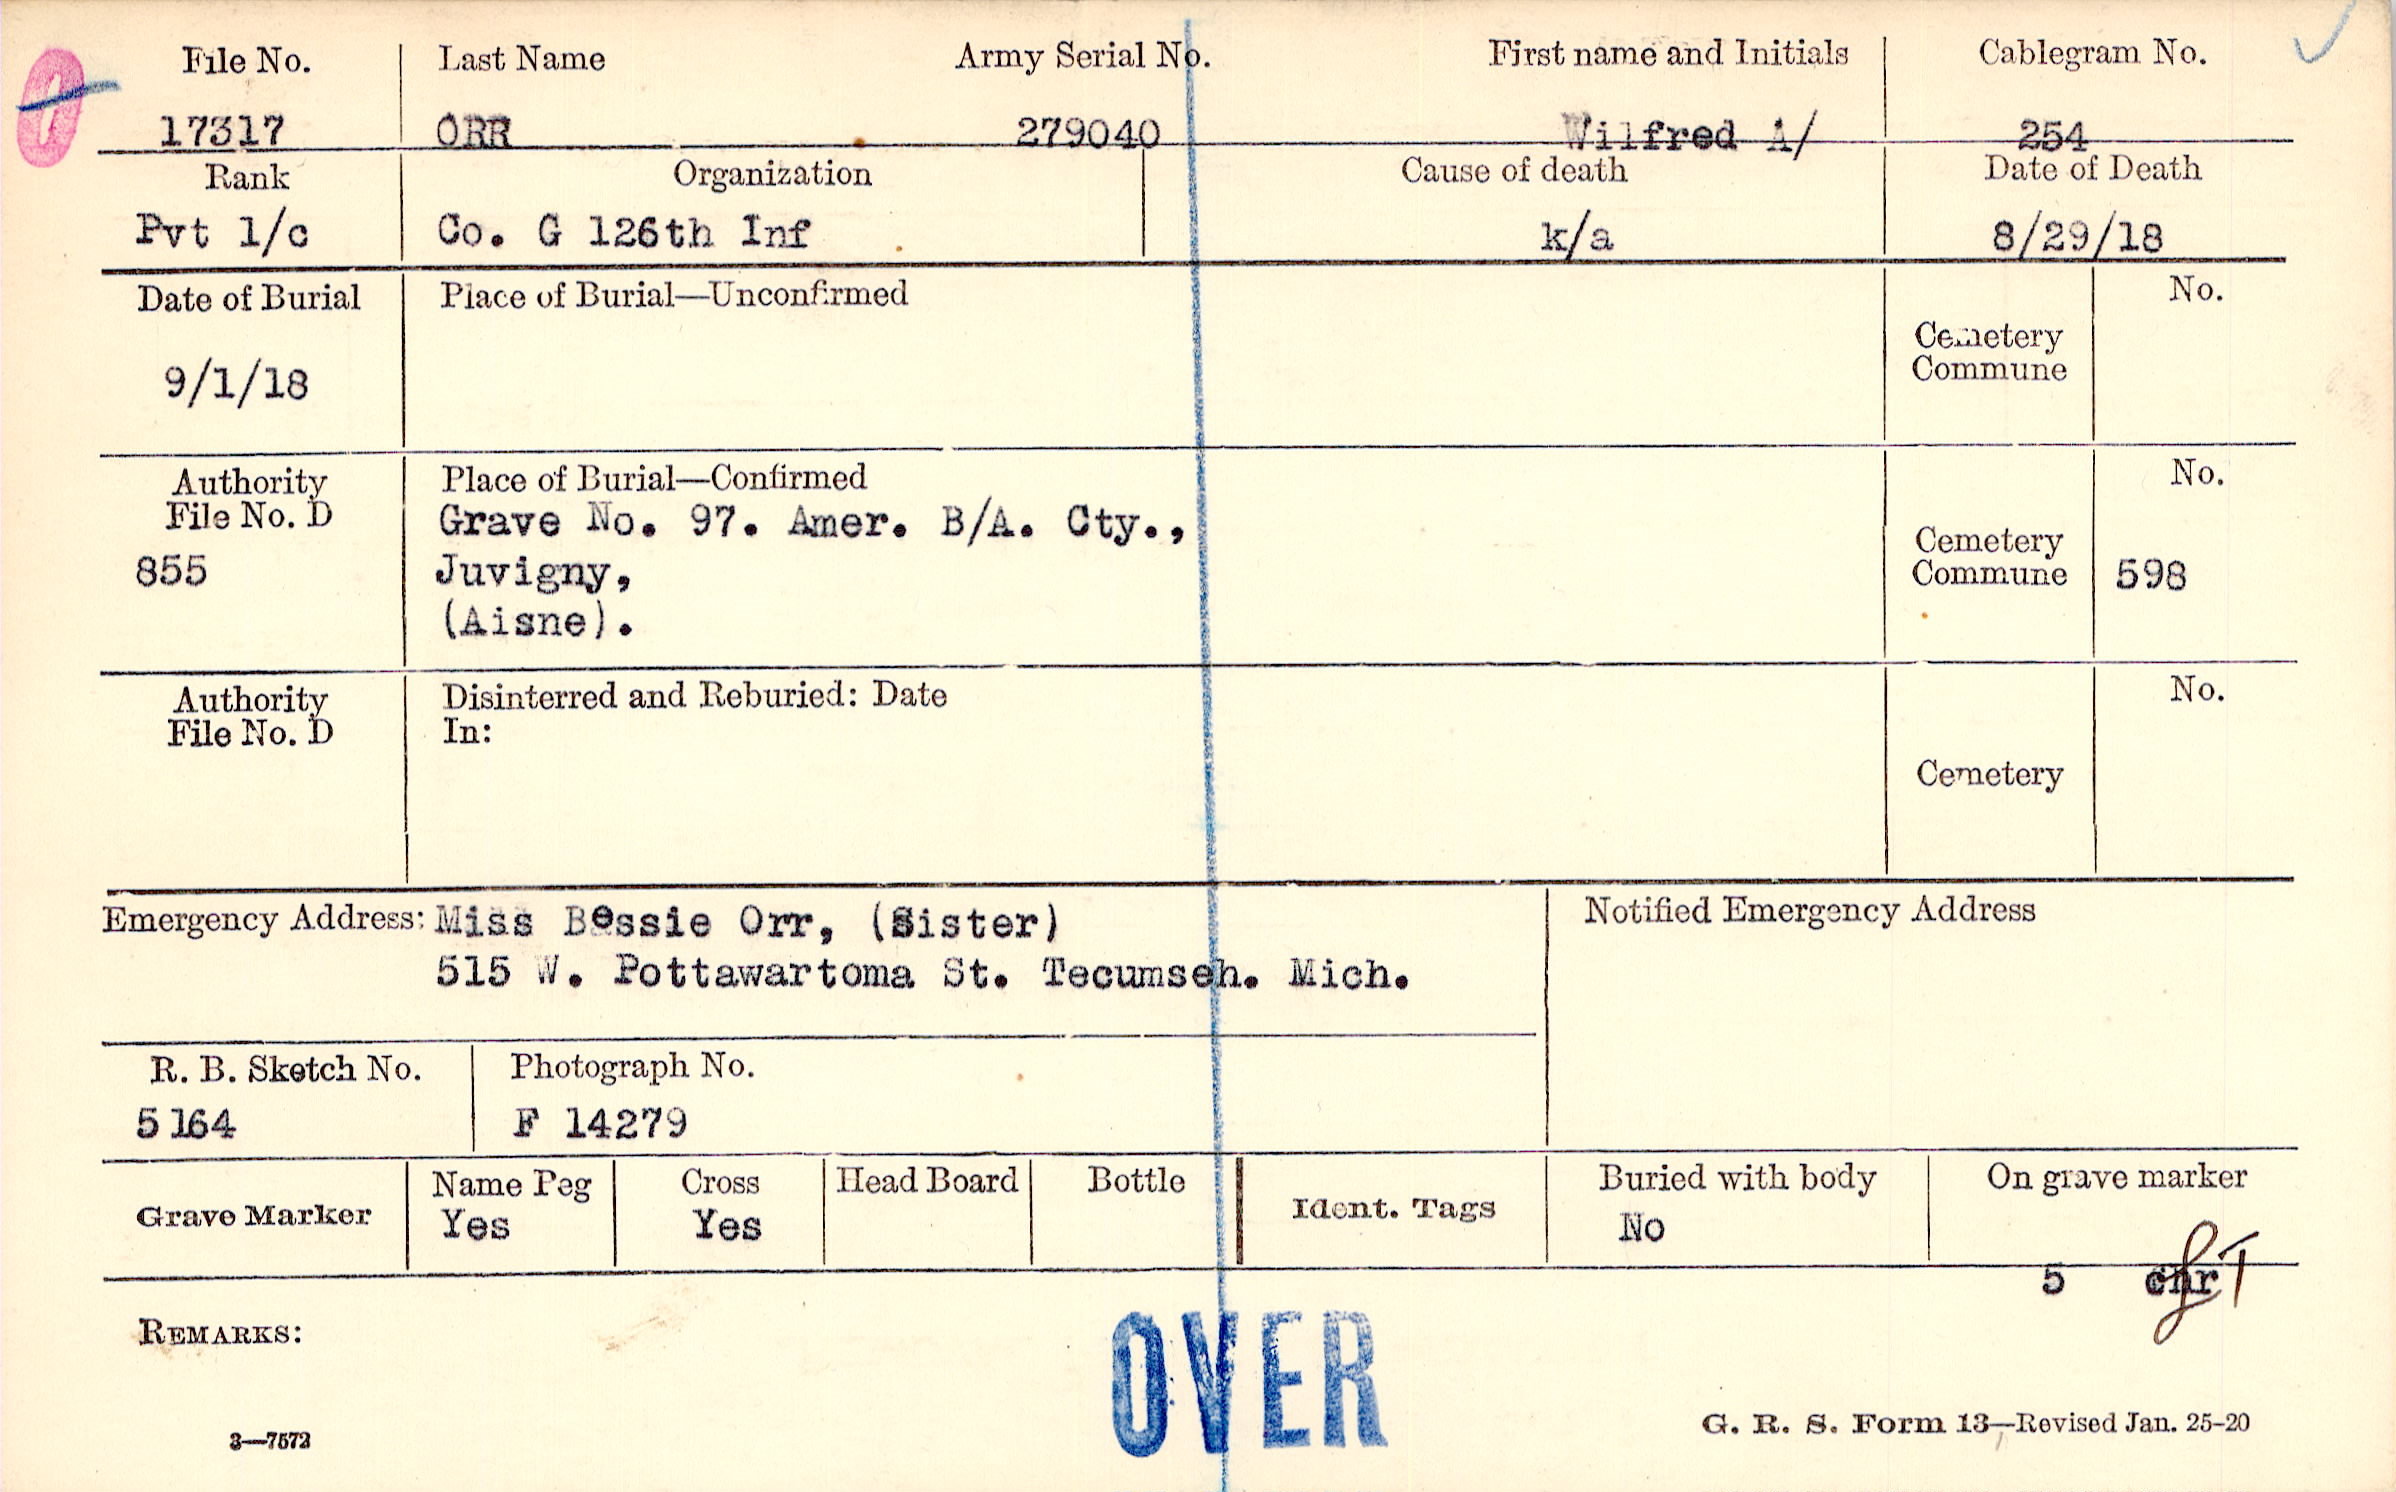 File No. Last Name Army Serial No. First name and Initials Cablegram No.
17317 ORR 279040 Wilfred A/ 254
Rank Organization Cause of death Date of Death
Pvt 1/c Co. G 126th Inf k/a 8/29/18
Date of Burial Place of Burial—Unconfirmed No.
Cemetery
Commune
9/1/18
Authority Place of Burial—Confirmed No.
File No. D Grave No. 97. Amer. B/A. Cty.,
Cemetery
855 Juvigny, Commune 598
(Aisne).
Authority Disinterred and Reburied: Date No.
File No. D In:
Cemetery
Emergency Address: Miss Bessie Orr, (Sister) Notified Emergency Address
515 W. Pottawartoma St. Tecumseh. Mich.
R. B. Sketch No. Photograph No.
5164 F 14279
Grave Marker Name Peg Cross Head Board Bottle Ident. Tags Buried with body On grave marker
Yes Yes No
5 chr
REMARKS:
OVER
3—7572 G. R. S. Form 13—Revised Jan. 25-20